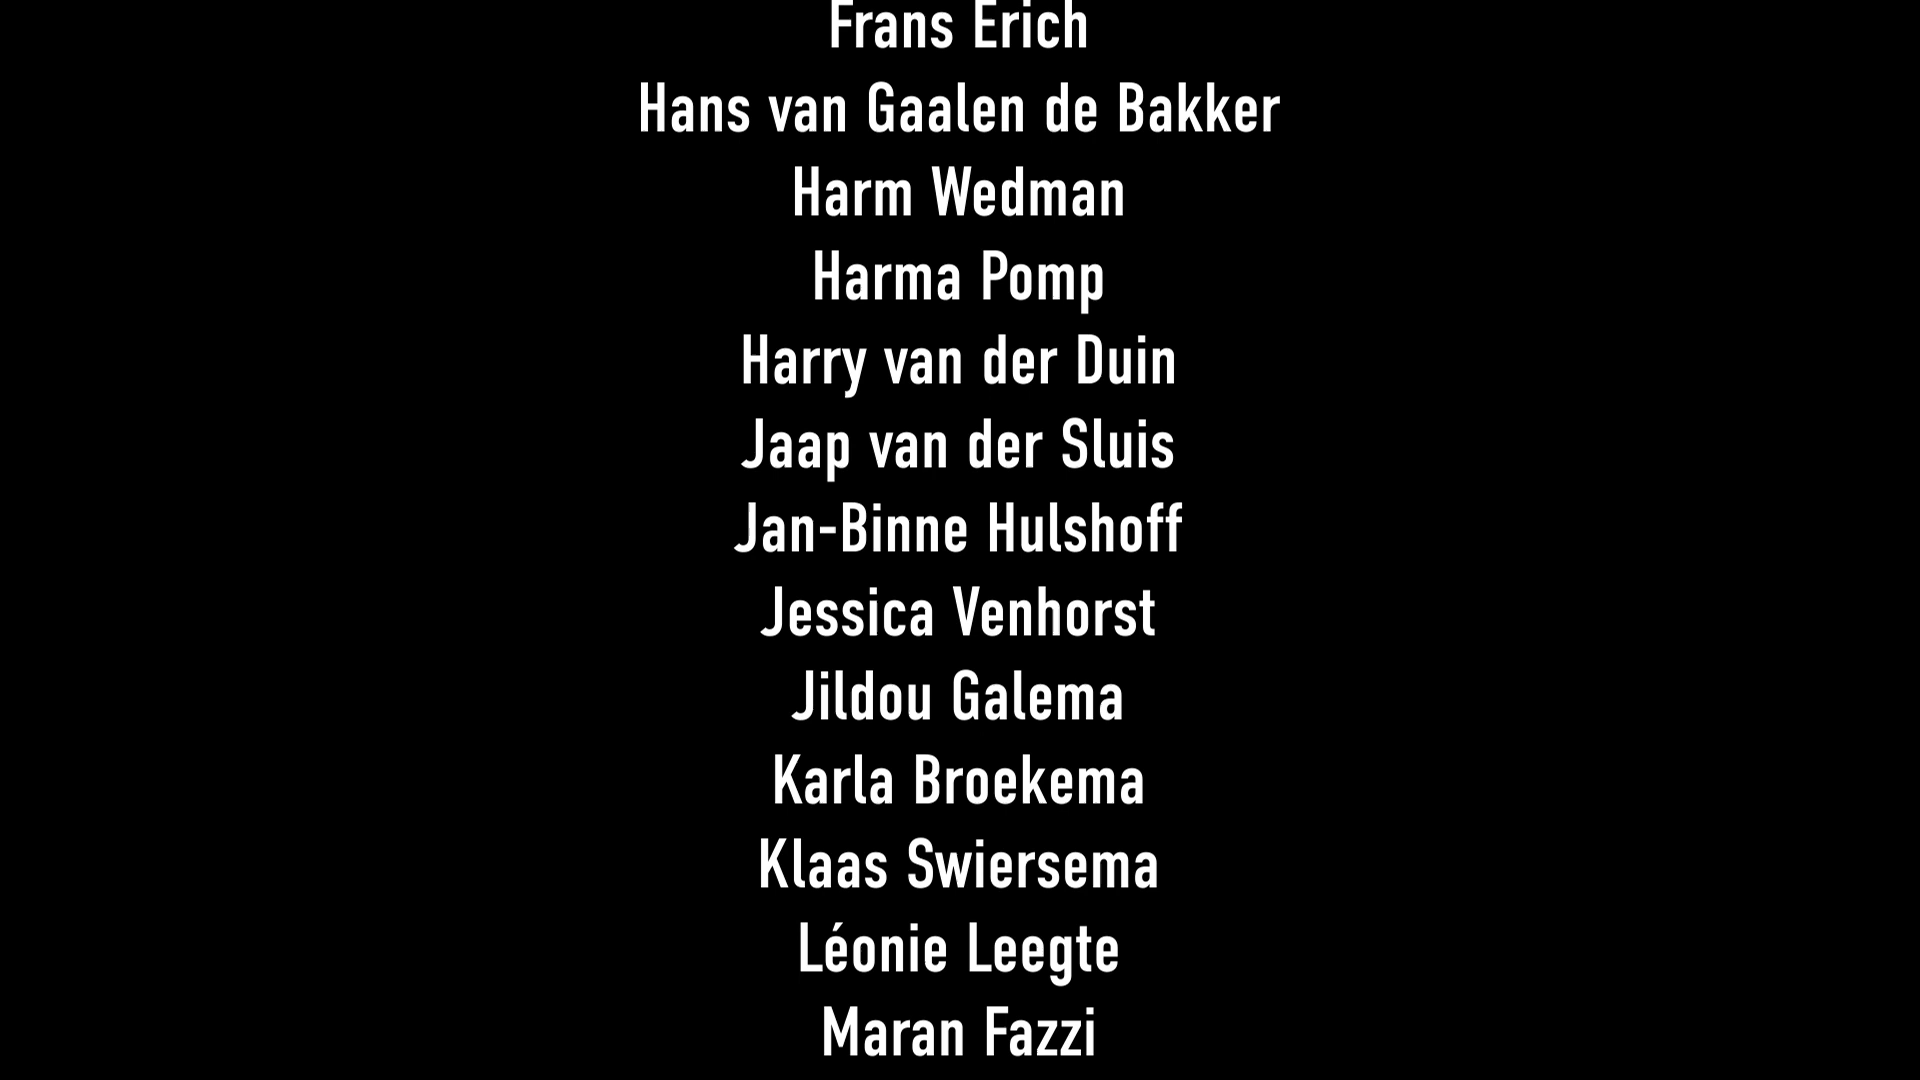 Frans Erich
Hans van Gaalen de Bakker
Harm Wedman
Harma Pomp
Harry van der Duin
Jaap van der Sluis
Jan-Binne Hulshoff
Jessica Venhorst
Jildou Galema
Karla Broekema
Klaas Swiersema
Léonie Leegte
Maran Fazzi